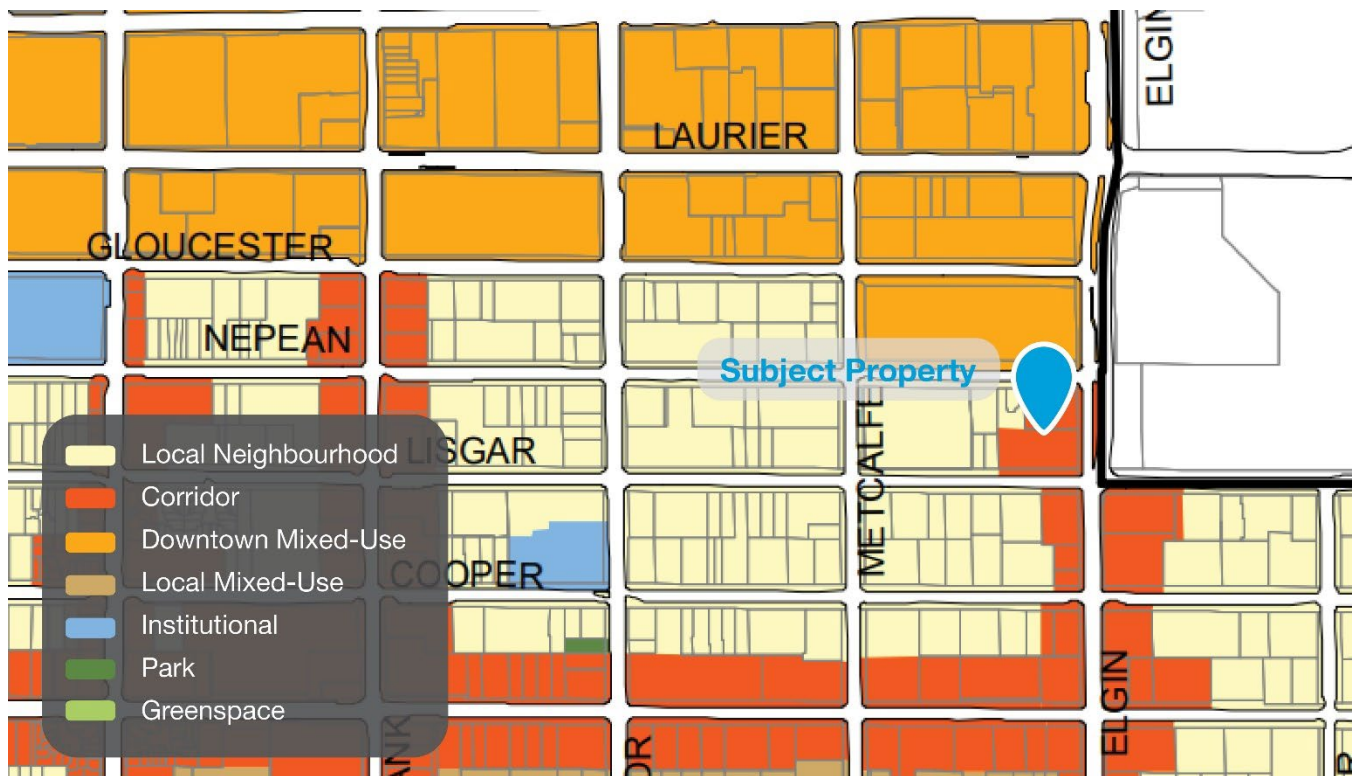 ELGIN
LAURIER
GLOUCESTER
NEPEAN
Subject Property
METCALFE
LISGAR
Local Neighbourhood
Corridor
Downtown Mixed-Use
COOPER
Local Mixed-Use
Institutional
Park
Greenspace
ELGIN